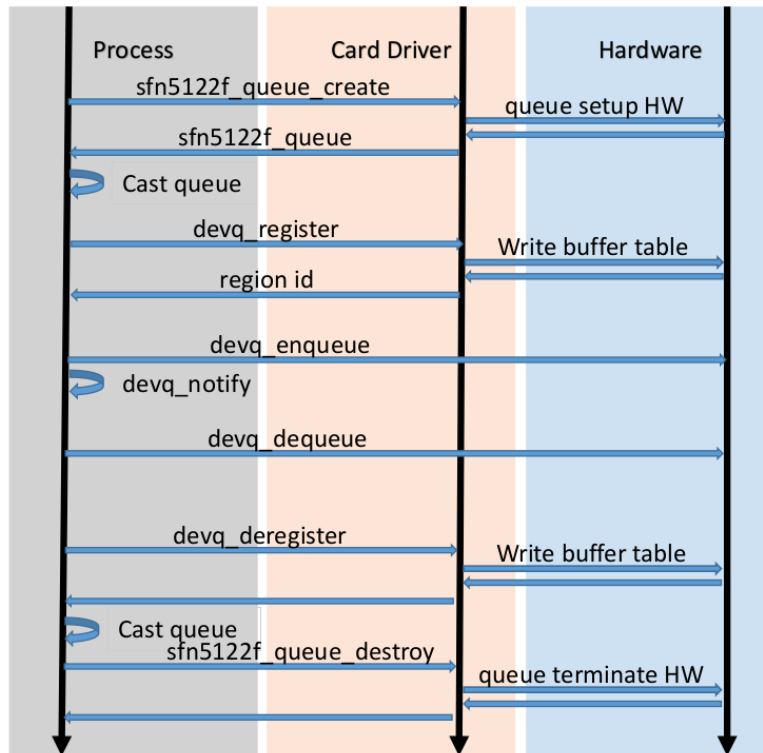 Process
Card Driver
Hardware
sfn5122f_queue_create
queue setup HW
sfn5122f_queue
Cast queue
devq_register
Write buffer table
region id
devq_enqueue
devq_notify
devq_dequeue
devq_deregister
Write buffer table
Cast queue
sfn5122f_queue_destroy
queue terminate HW